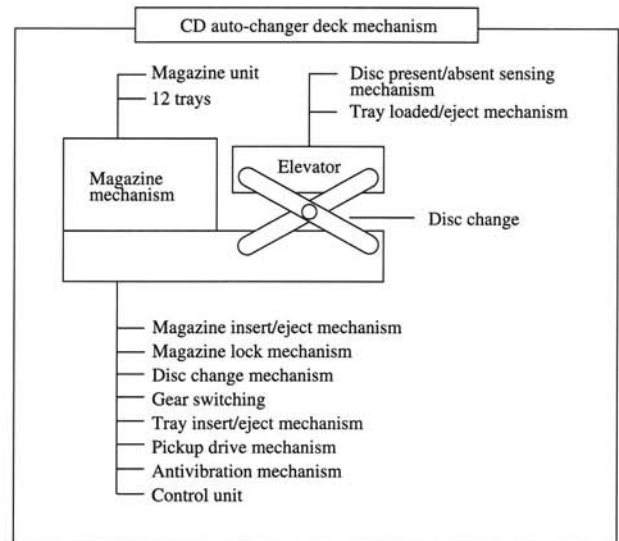 CD auto-changer deck mechanism
Magazine unit
12 trays
Disc present/absent sensing
mechanism
Tray loaded/eject mechanism
Magazine
mechanism
Elevator
Disc change
Magazine insert/eject mechanism
Magazine lock mechanism
Disc change mechanism
Gear switching
Tray insert/eject mechanism
Pickup drive mechanism
Antivibration mechanism
Control unit